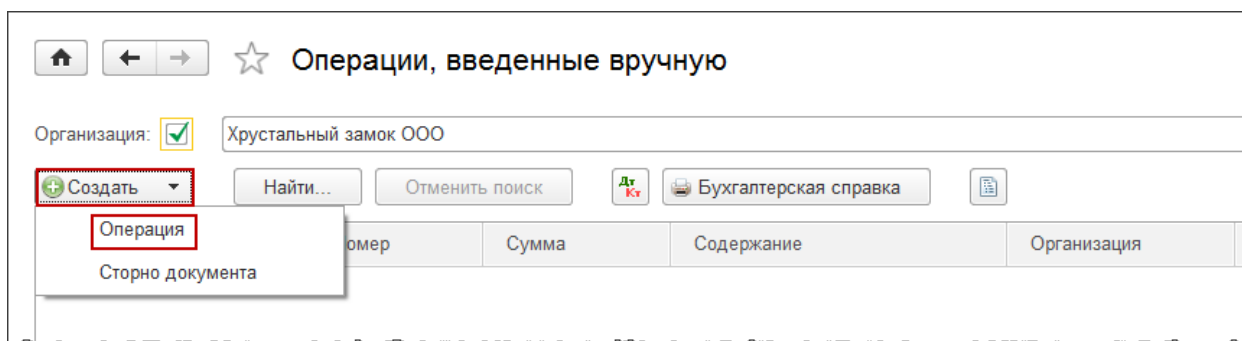 Операции, введенные вручную
Организация: Хрустальный замок ООО
Создать Найти... Отменить поиск Дт Кт Бухгалтерская справка
Операция
омер Сумма Содержание Организация
Сторно документа